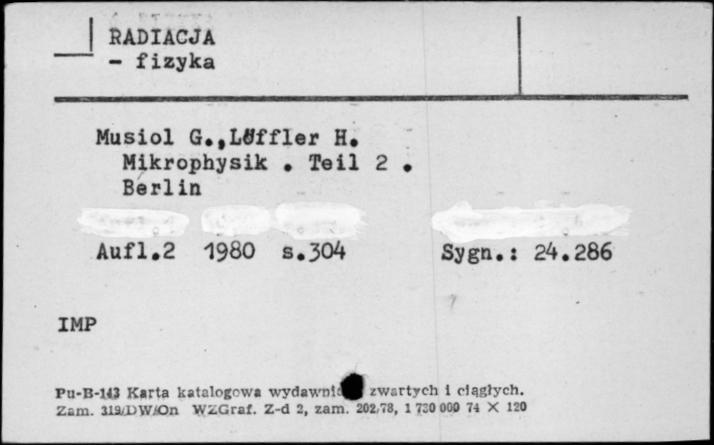 RADIACJA
- fizyka
Musiol G., Löffler H.
Mikrophysik . Teil 2 .
Berlin
Aufl.2 1980 s.304 Sygn.: 24.286
IMP
Pu-B-143 Karta katalogowa zwartych i ciągłych.
Zam. 319/DW/On WZGraf. Z-d 2, zam. 202/78, 1 730 000 74 X 120